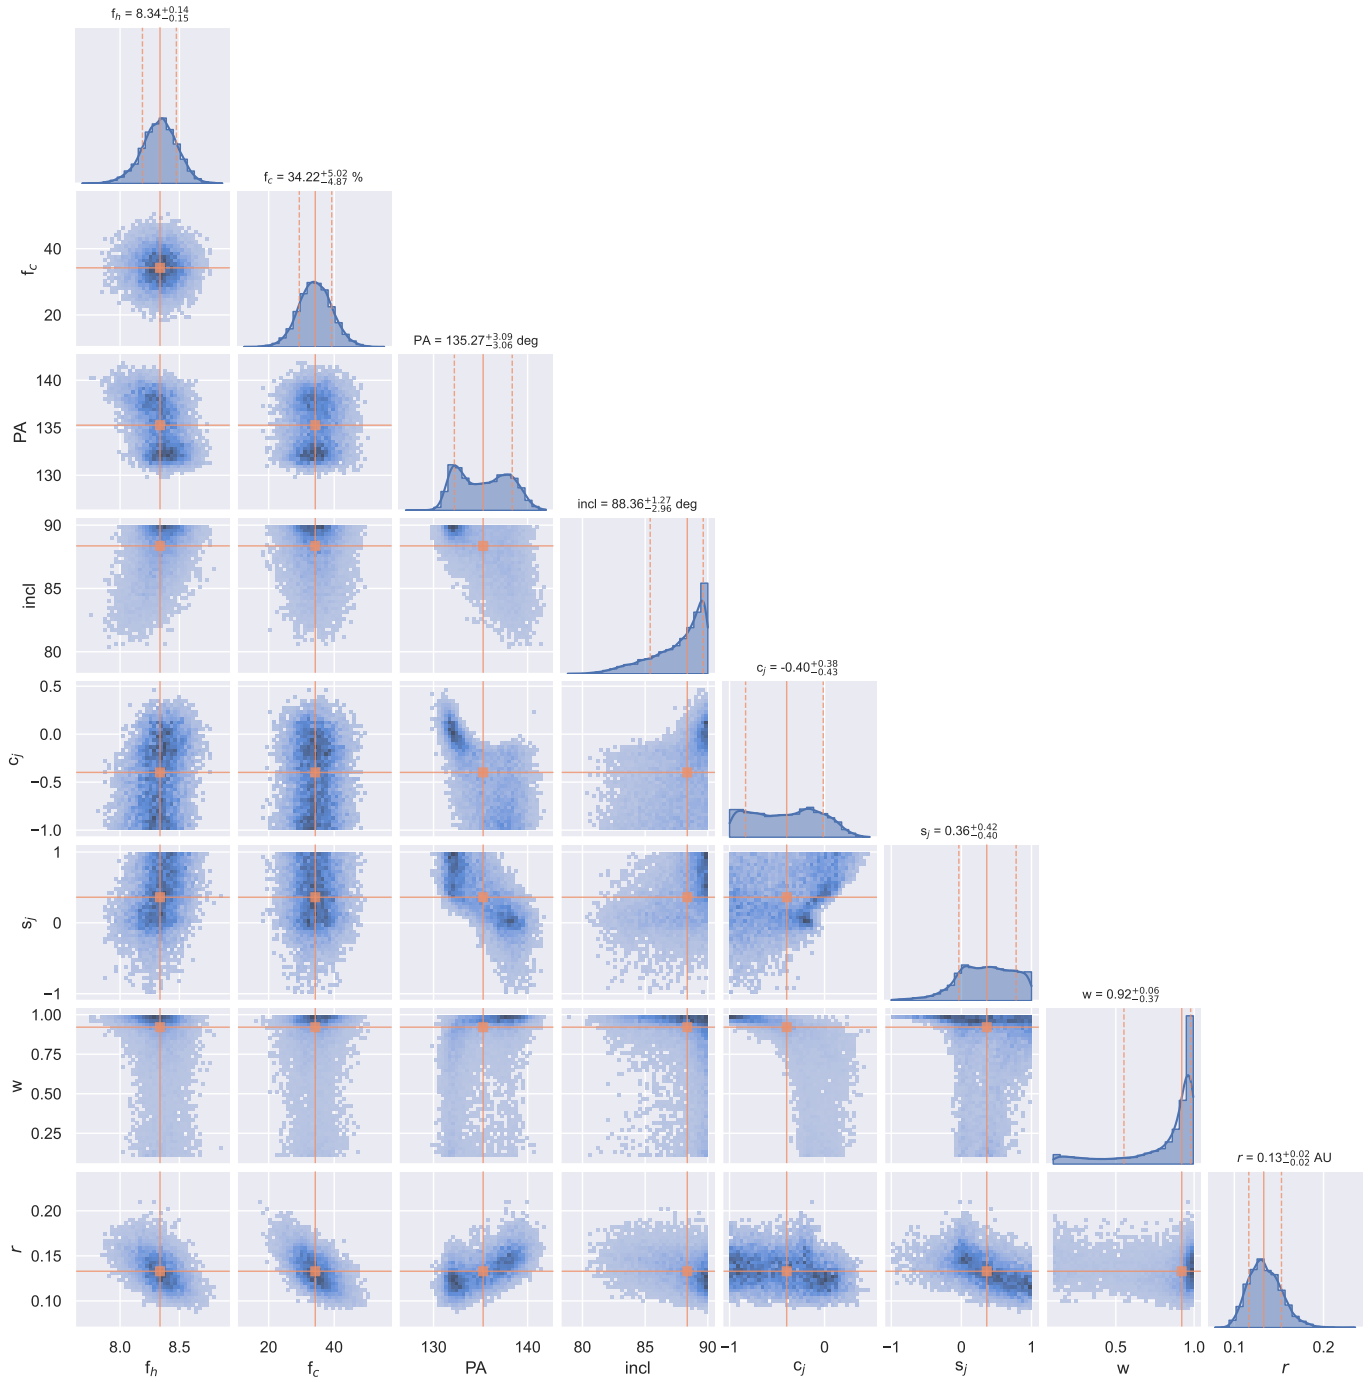 f_h = 8.34^{+0.14}_{-0.15}
f_c = 34.22^{+5.02}_{-4.87} %
40
20
f_c
PA = 135.27^{+3.09}_{-3.06} deg
140
135
130
PA
incl = 88.36^{+1.27}_{-2.96} deg
90
85
80
incl
c_j = -0.40^{+0.38}_{-0.43}
0.5
0.0
−0.5
−1.0
c_j
s_j = 0.36^{+0.42}_{-0.40}
1
0
−1
s_j
w = 0.92^{+0.06}_{-0.37}
1.00
0.75
0.50
0.25
w
r = 0.13^{+0.02}_{-0.02} AU
0.20
0.15
0.10
r
8.0 8.5 20 40 130 140 80 85 90 −1 0 −1 0 1 0.5 1.0 0.1 0.2
f_h f_c PA incl c_j s_j w r